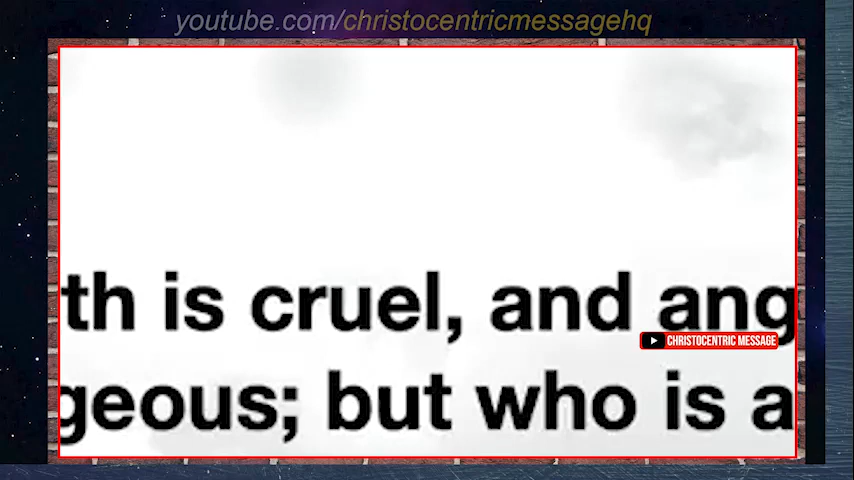 youtube.com/christocentricmessagehq
th is cruel, and ang
CHRISTOCENTRIC MESSAGE
geous; but who is a